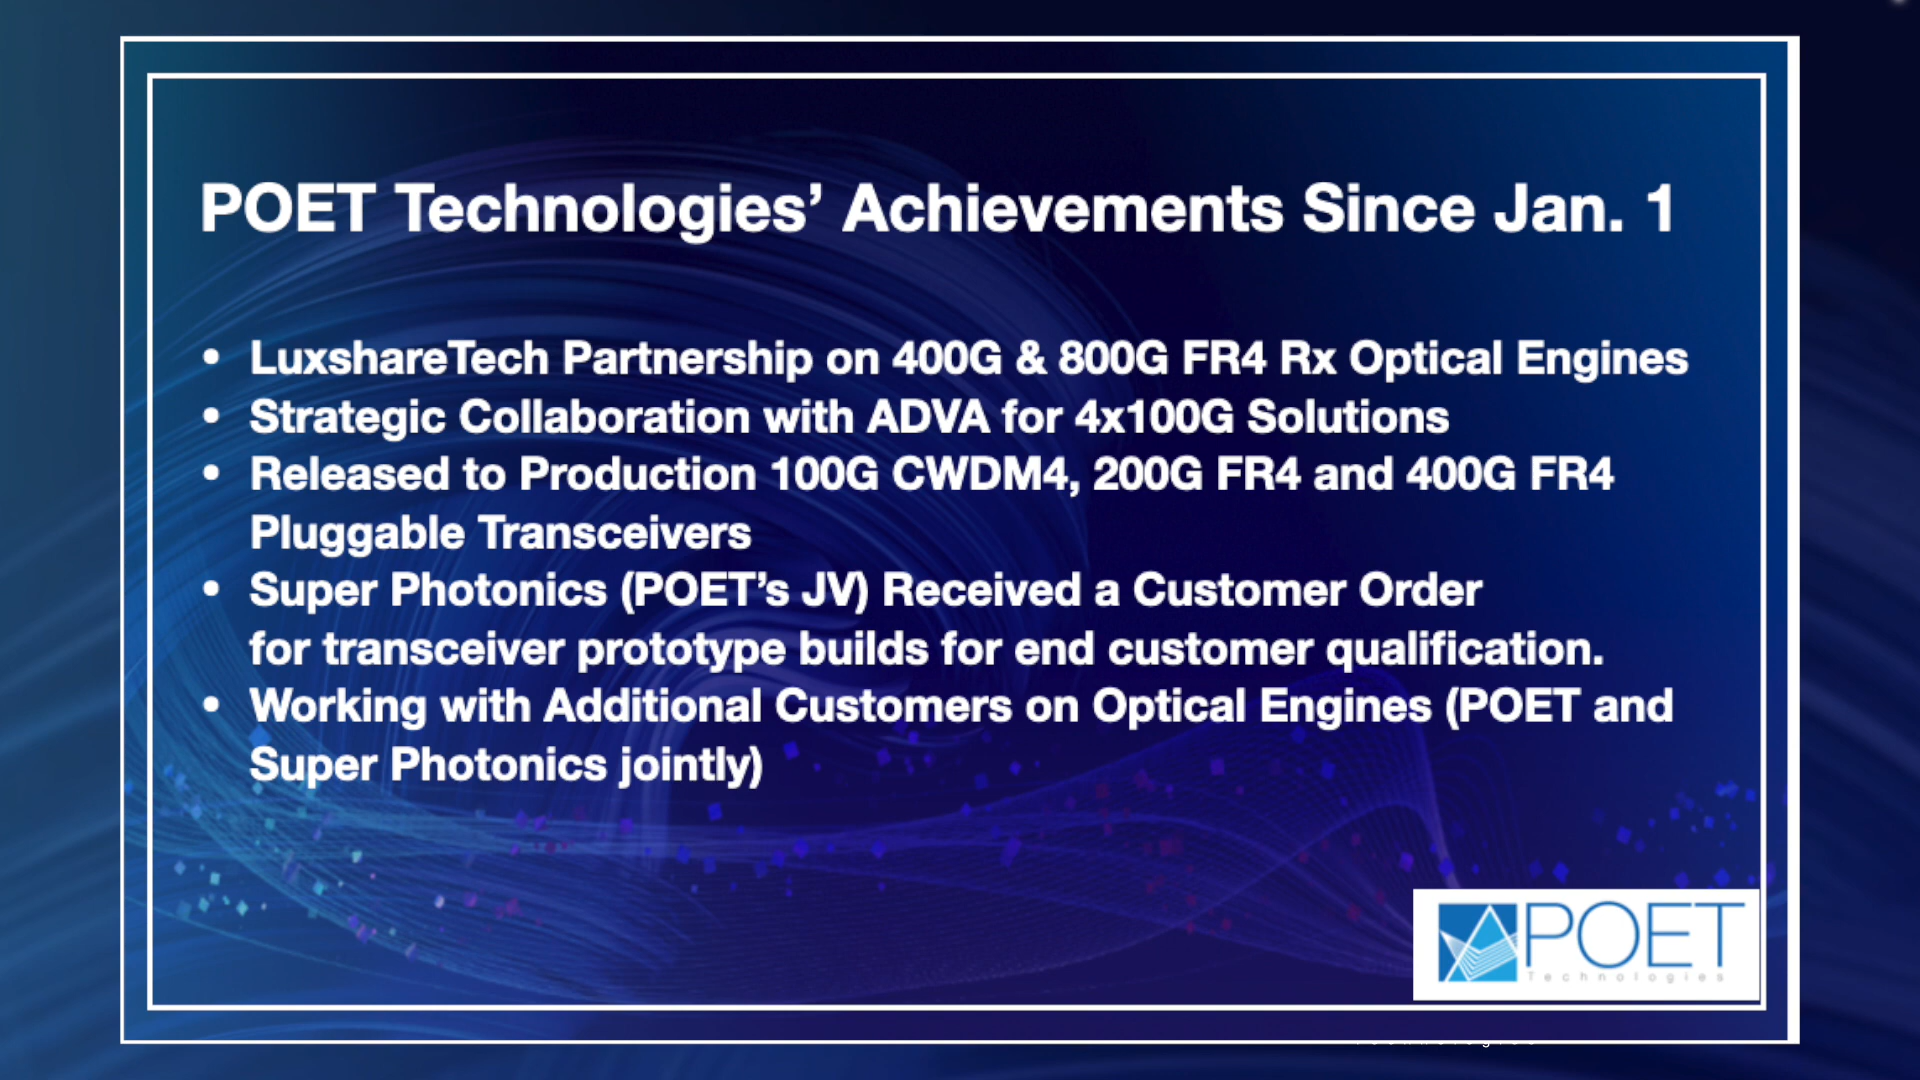 POET Technologies’ Achievements Since Jan. 1
• LuxshareTech Partnership on 400G & 800G FR4 Rx Optical Engines
• Strategic Collaboration with ADVA for 4x100G Solutions
• Released to Production 100G CWDM4, 200G FR4 and 400G FR4
Pluggable Transceivers
• Super Photonics (POET’s JV) Received a Customer Order
for transceiver prototype builds for end customer qualification.
• Working with Additional Customers on Optical Engines (POET and
Super Photonics jointly)
POET
Technologies